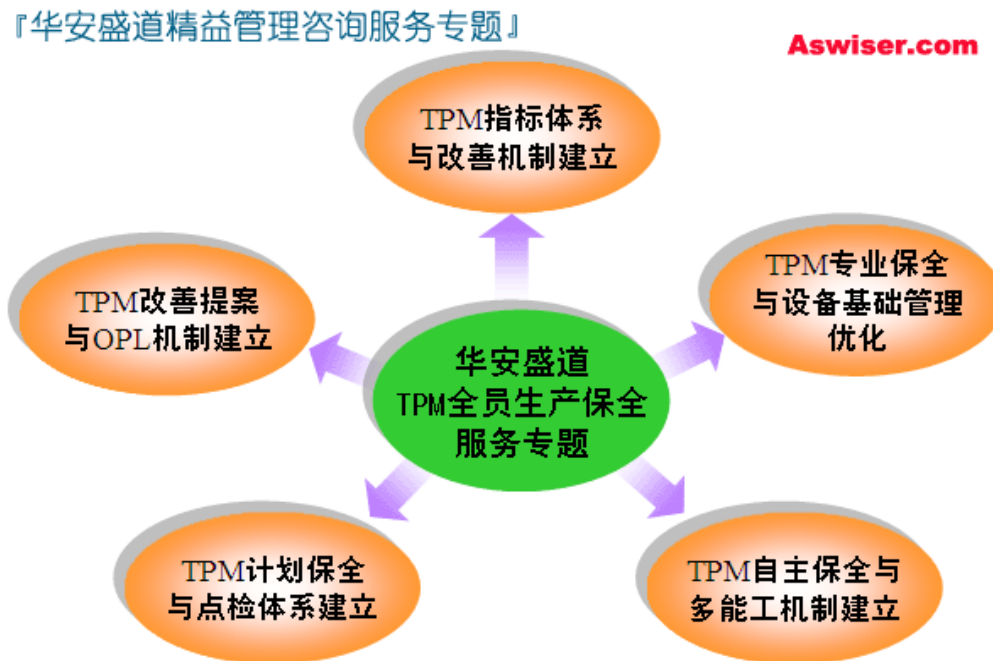 『华安盛道精益管理咨询服务专题』
Aswiser.com
TPM指标体系
与改善机制建立
TPM改善提案
与OPL机制建立
TPM专业保全
与设备基础管理
优化
华安盛道
TPM全员生产保全
服务专题
TPM计划保全
与点检体系建立
TPM自主保全与
多能工机制建立